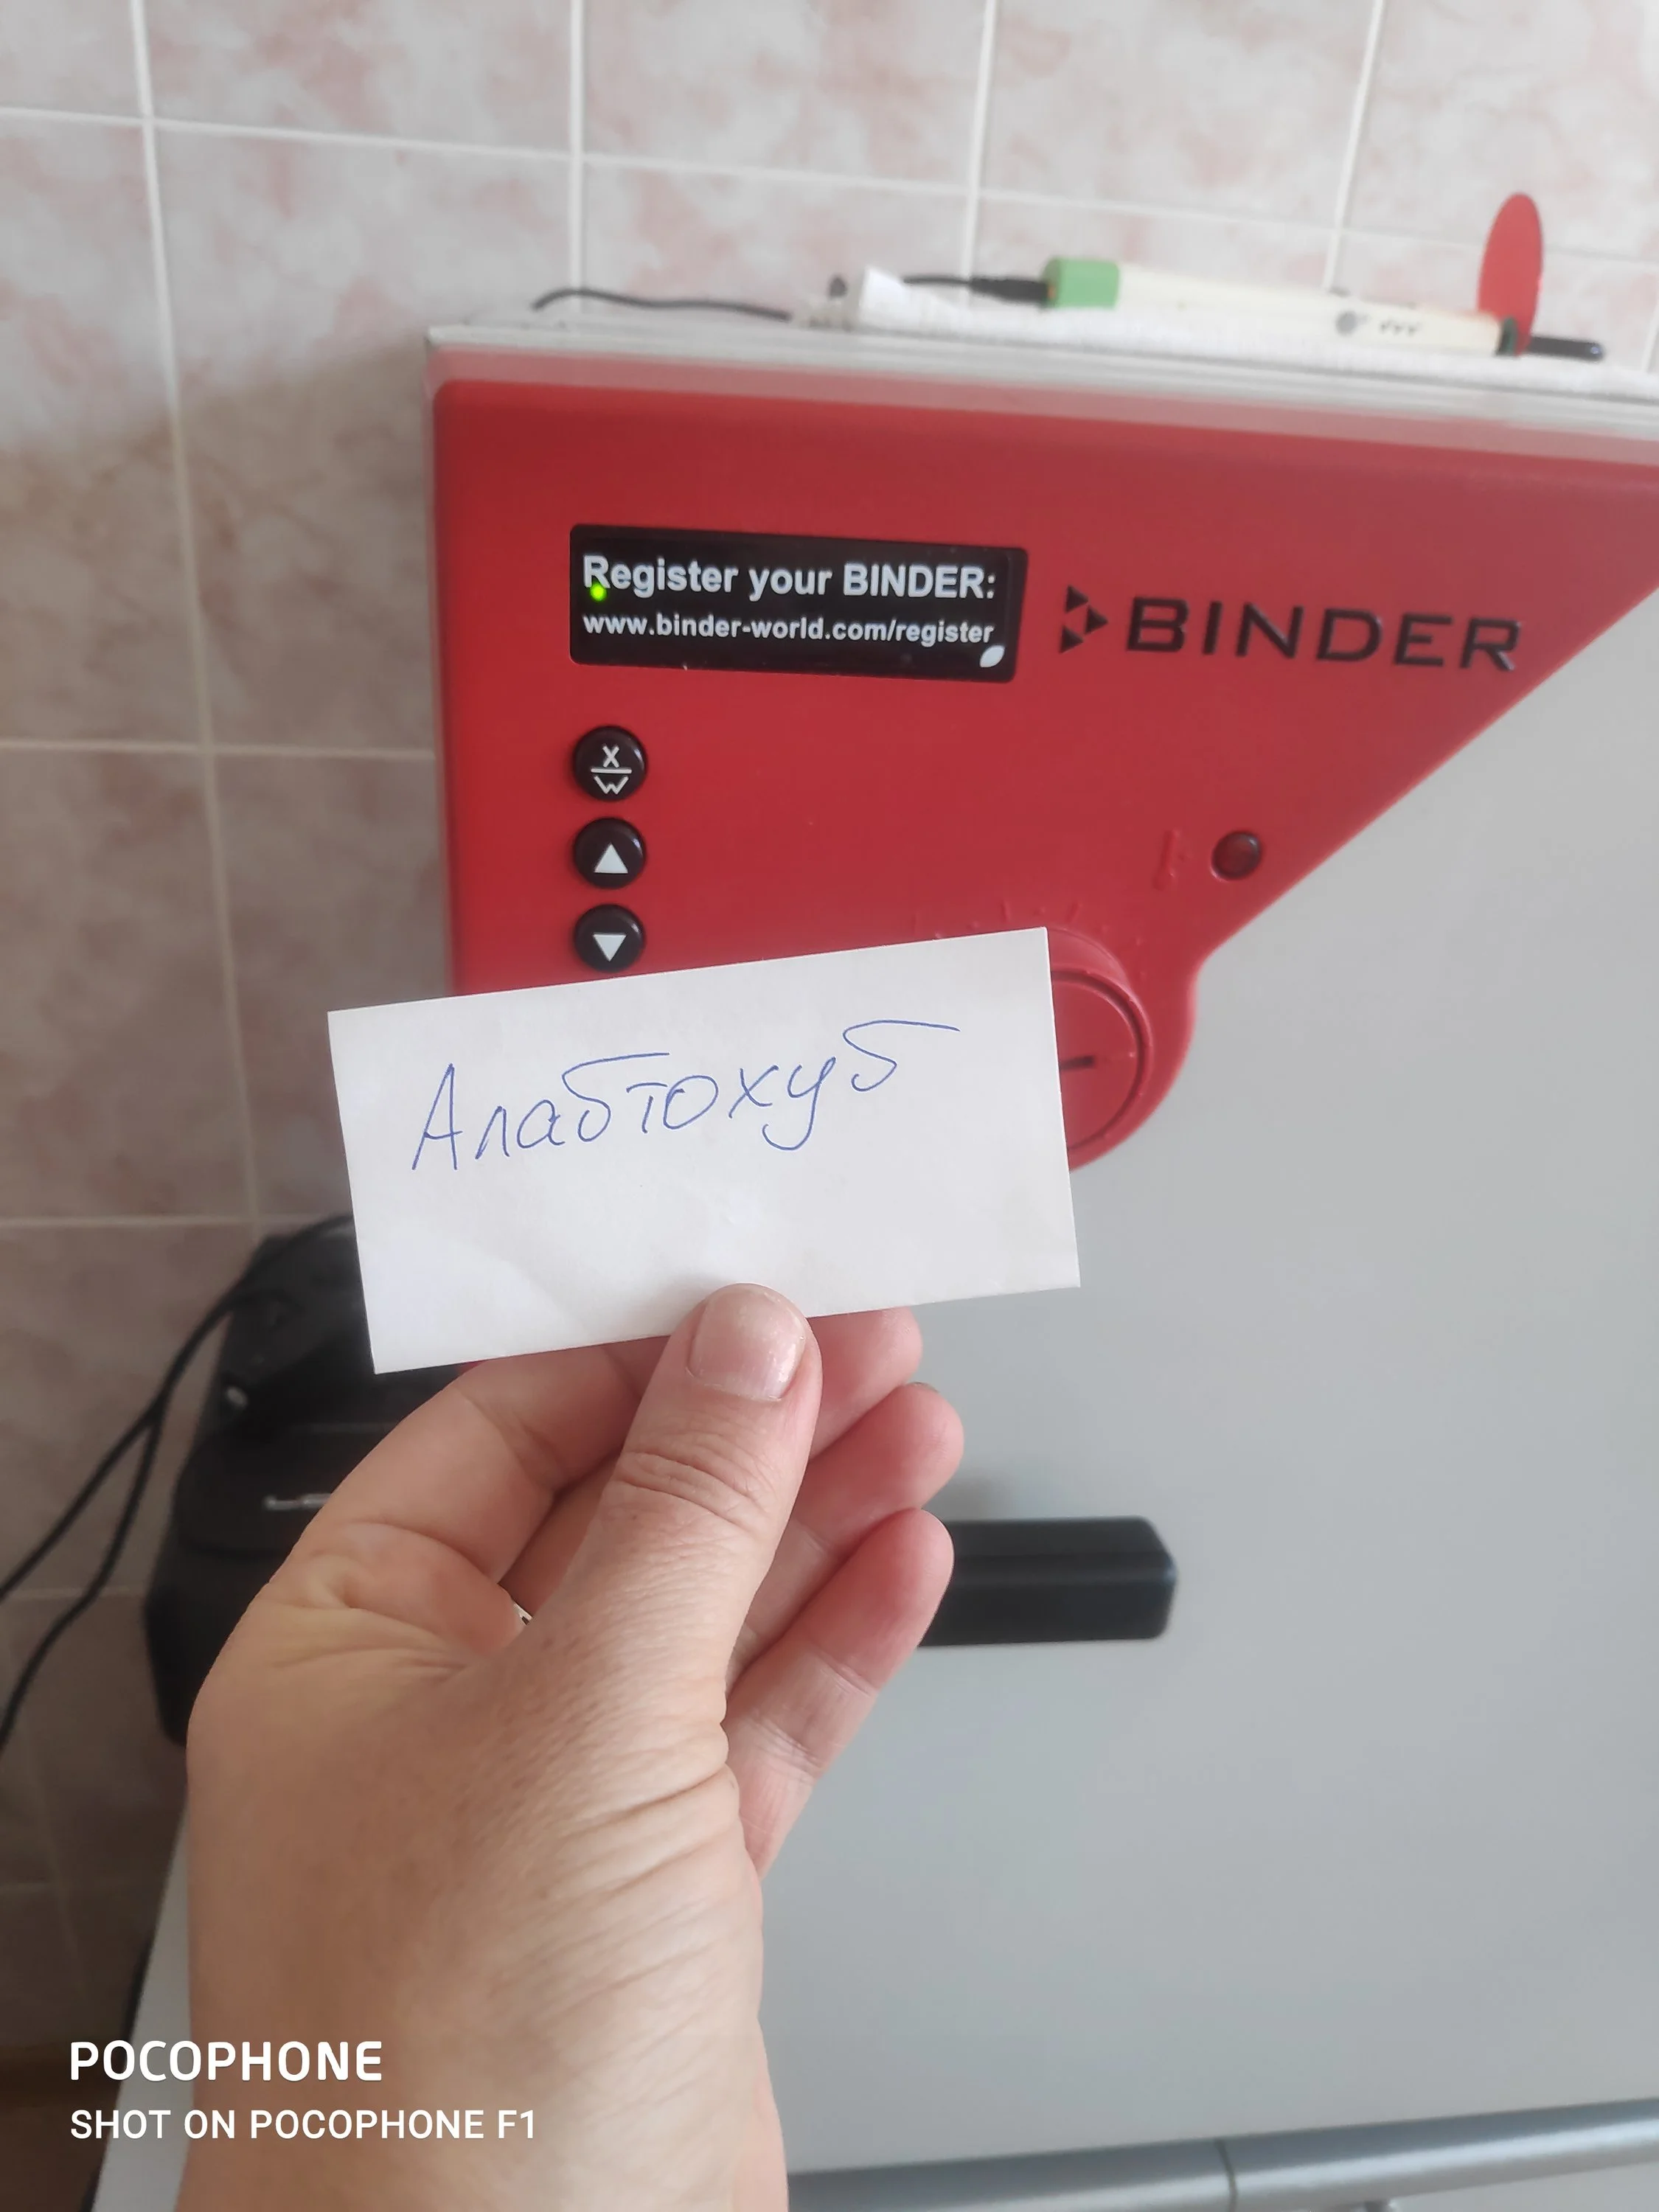 Register your BINDER:
www.binder-world.com/register
BINDER
X
W
Алабтохуб
POCOPHONE
SHOT ON POCOPHONE F1